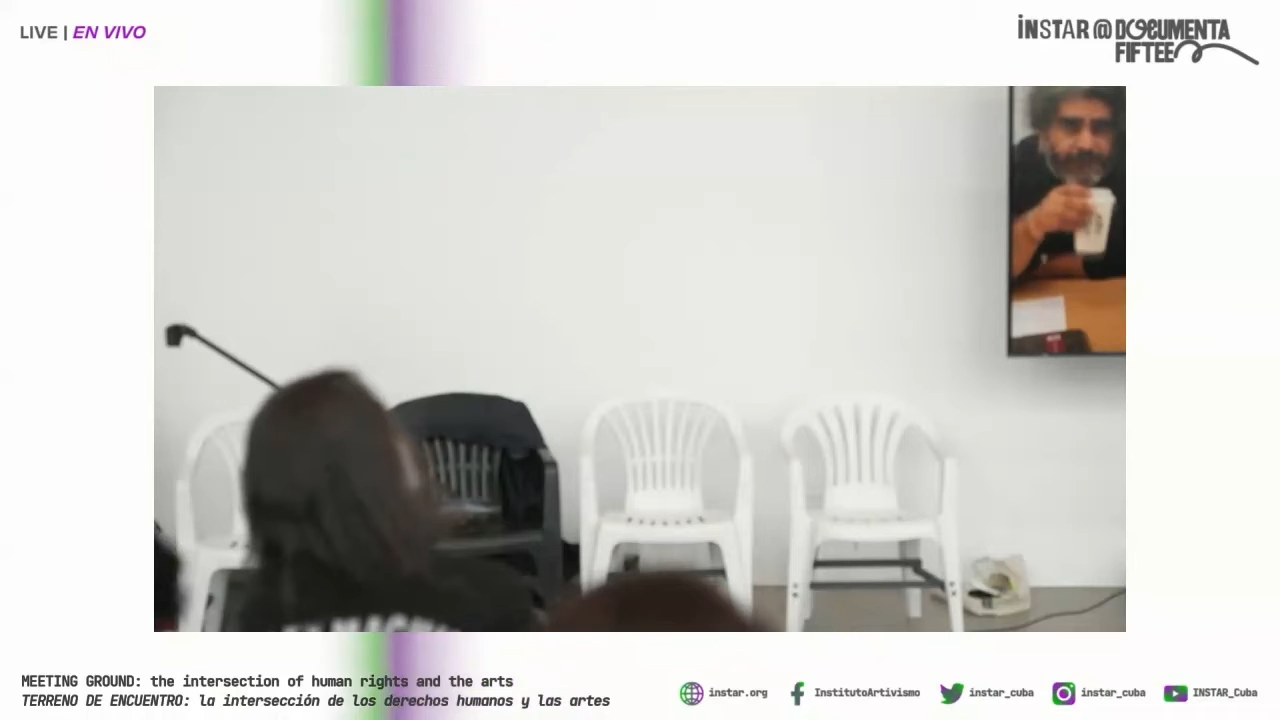 LIVE | EN VIVO
INSTAR @ DOCUMENTA
FIFTEEN
MEETING GROUND: the intersection of human rights and the arts
TERRENO DE ENCUENTRO: la intersección de los derechos humanos y las artes
instar.org
InstitutoArtivismo
instar_cuba
instar_cuba
INSTAR_Cuba